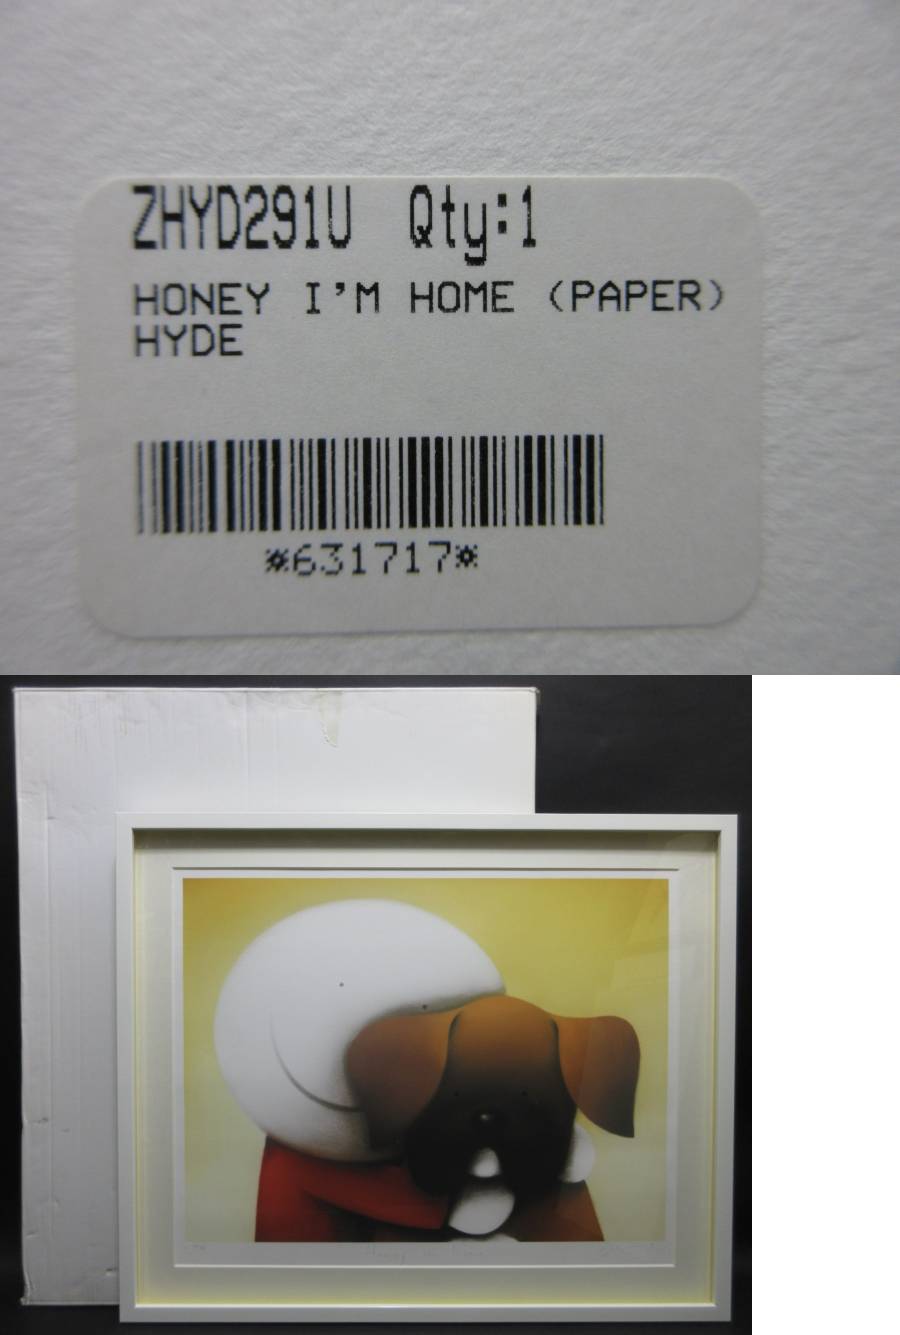 ZHYD291U Qty:1
HONEY I'M HOME (PAPER)
HYDE
*631717*